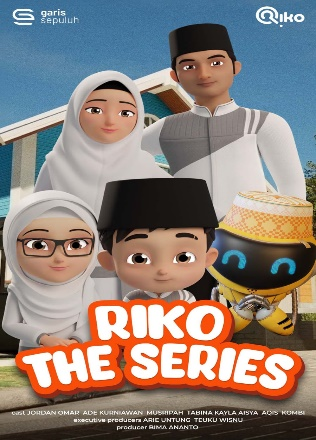 garis
sepuluh
Riko
RIKO
THE SERIES
cast JORDAN OMAR ADE KURNIAWAN MUSRIPAH TABINA KAYLA AISYA AQIS KOMBI
executive producers ARIE UNTUNG TEUKU WISNU
producer BIMA ANANTO